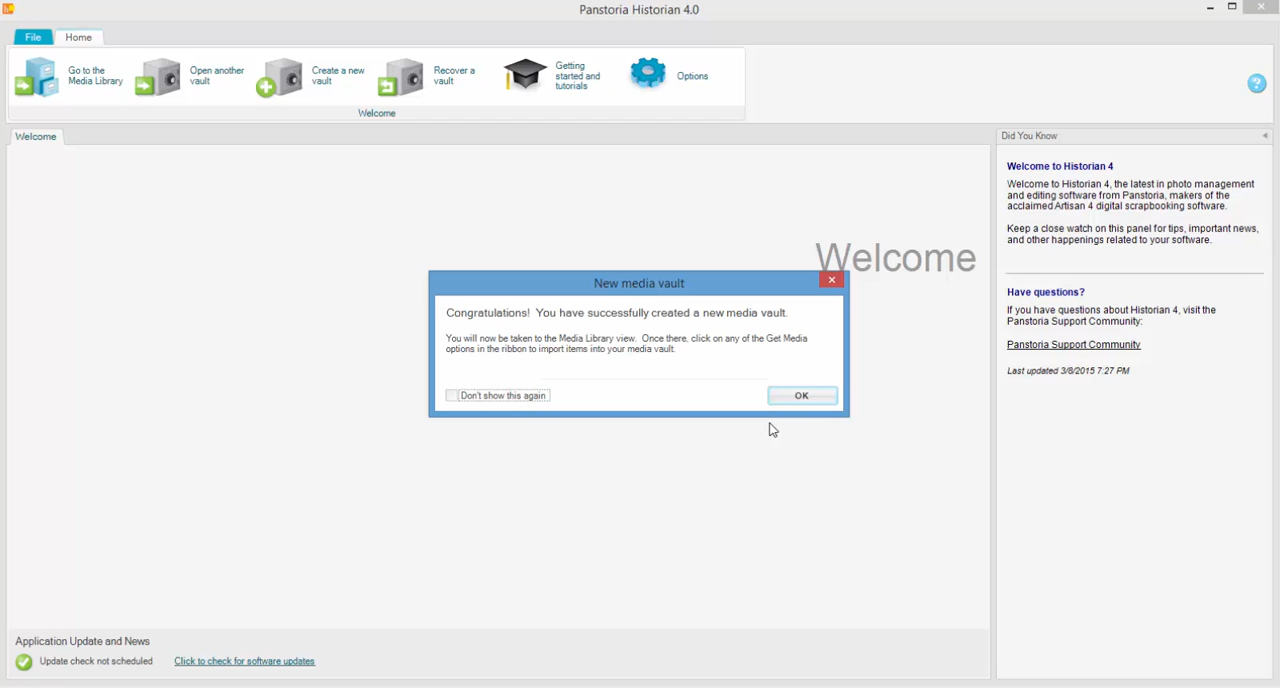 Panstoria Historian 4.0
File
Home
Go to the
Media Library
Open another
vault
Create a new
vault
Recover a
vault
Getting
started and
tutorials
Options
Welcome
Welcome
Did You Know
Welcome to Historian 4
Welcome to Historian 4, the latest in photo management
and editing software from Panstoria, makers of the
acclaimed Artisan 4 digital scrapbooking software.
Keep a close watch on this panel for tips, important news,
and other happenings related to your software.
Have questions?
If you have questions about Historian 4, visit the
Panstoria Support Community:
Panstoria Support Community
Last updated 3/8/2015 7:27 PM
Welcome
New media vault
Congratulations! You have successfully created a new media vault.
You will now be taken to the Media Library view. Once there, click on any of the Get Media
options in the ribbon to import items into your media vault.
Don't show this again
OK
Application Update and News
Update check not scheduled
Click to check for software updates